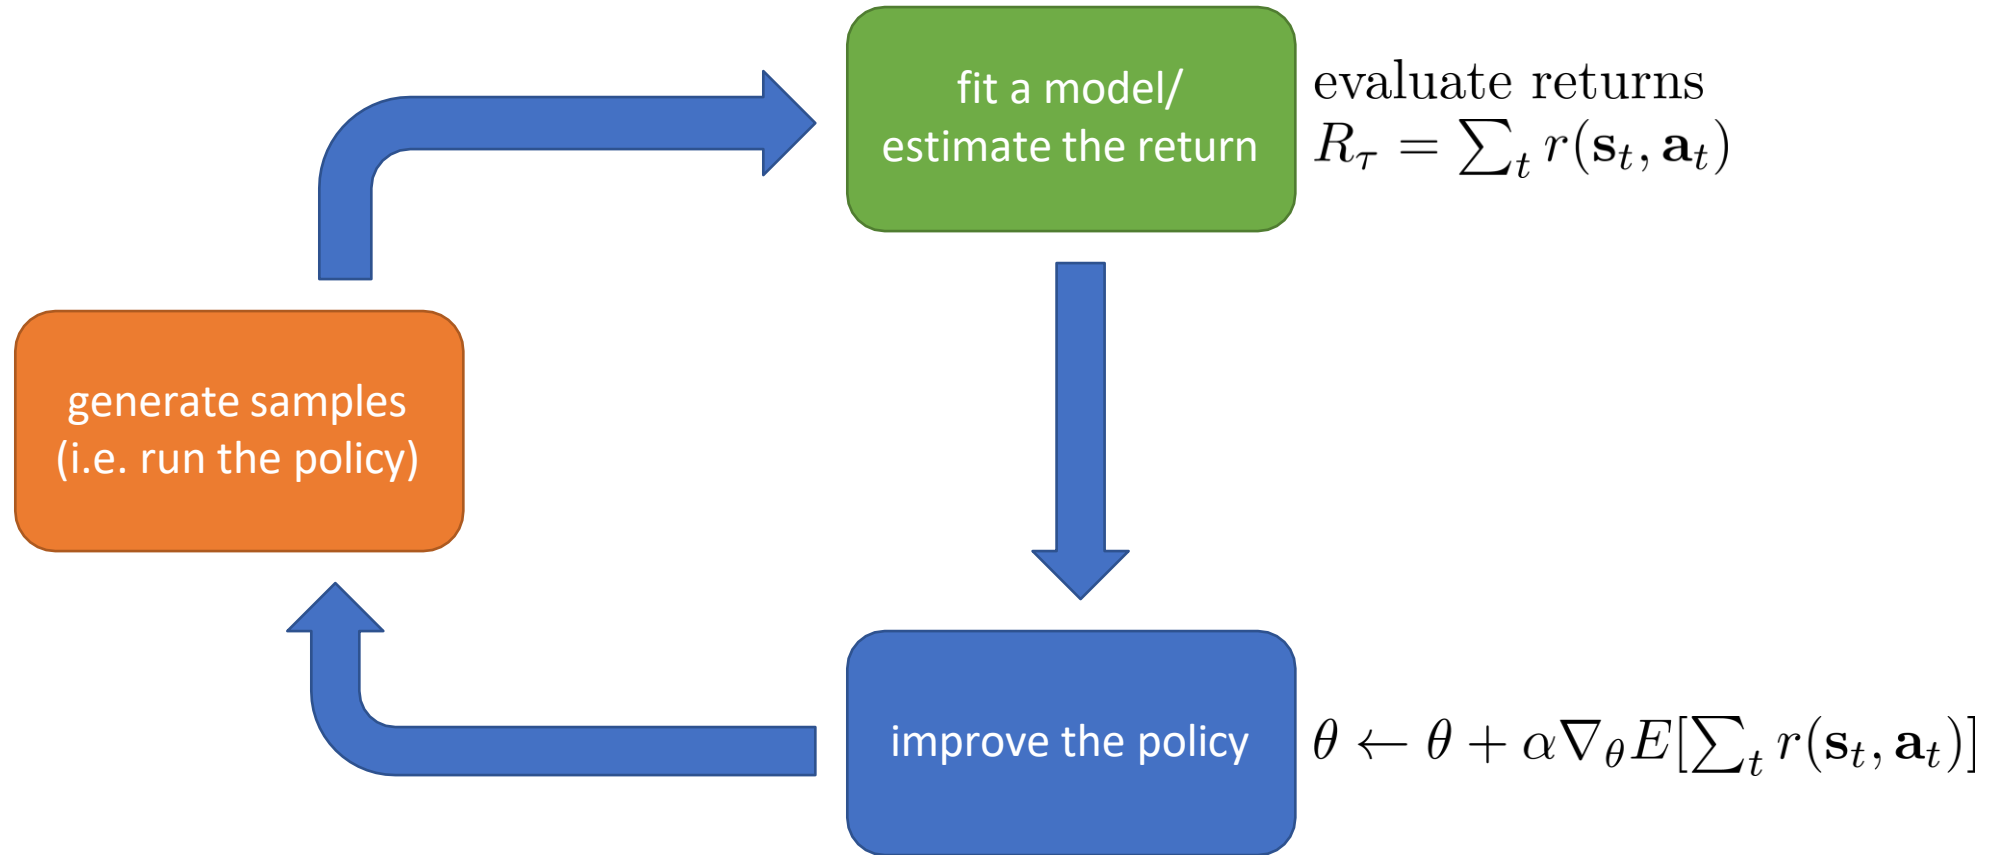 fit a model/
estimate the return
evaluate returns
R_τ = ∑_t r(s_t, a_t)
generate samples
(i.e. run the policy)
improve the policy
θ ← θ + α∇_θ E[∑_t r(s_t, a_t)]